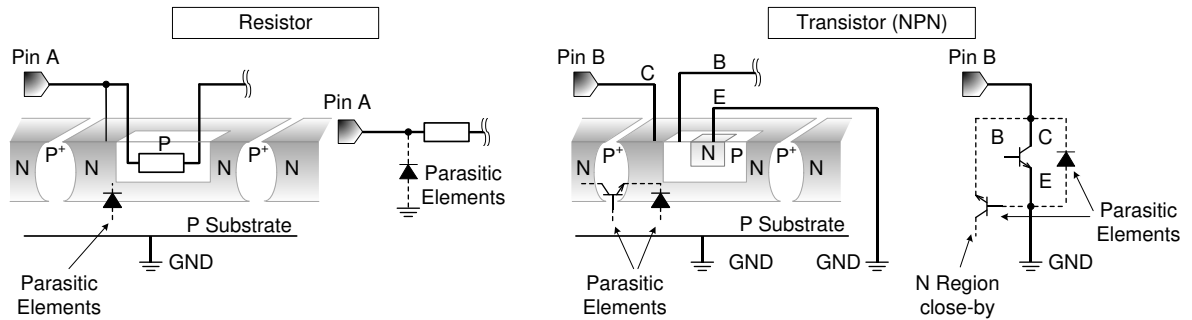 Resistor
Transistor (NPN)
Pin A
Pin B
Pin B
C
B
E
Pin A
N
P+
N
P
P+
N
N
Parasitic
Elements
N
P+
N
N
P
P+
N
B
C
E
P Substrate
GND
Parasitic
Elements
P Substrate
GND
GND
Parasitic
Elements
Parasitic
Elements
GND
N Region
close-by